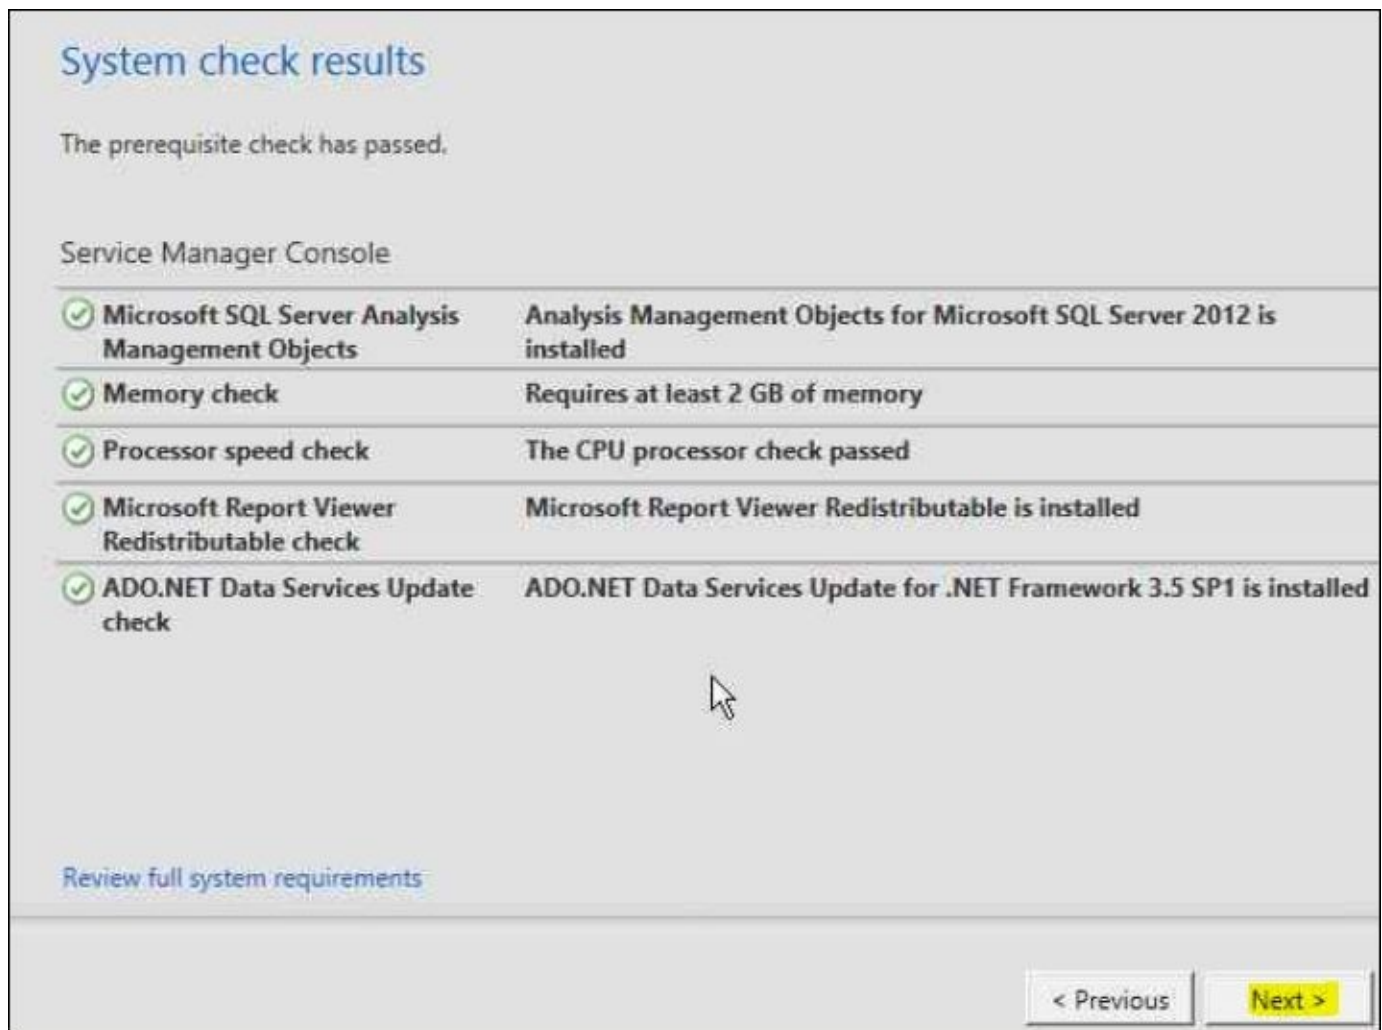 System check results
The prerequisite check has passed.
Service Manager Console
Microsoft SQL Server Analysis
Management Objects
Analysis Management Objects for Microsoft SQL Server 2012 is
installed
Memory check
Requires at least 2 GB of memory
Processor speed check
The CPU processor check passed
Microsoft Report Viewer
Redistributable check
Microsoft Report Viewer Redistributable is installed
ADO.NET Data Services Update
check
ADO.NET Data Services Update for .NET Framework 3.5 SP1 is installed
Review full system requirements
< Previous
Next >